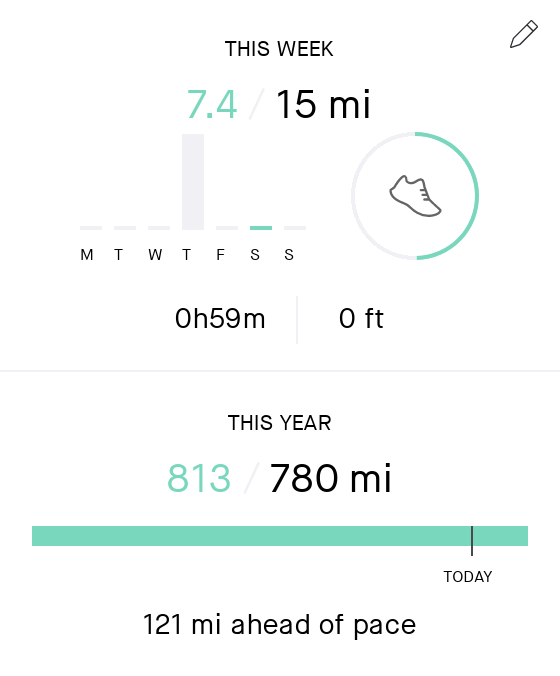 THIS WEEK
7.4 / 15 mi
M T W T F S S
0h59m 0 ft
THIS YEAR
813 / 780 mi
TODAY
121 mi ahead of pace